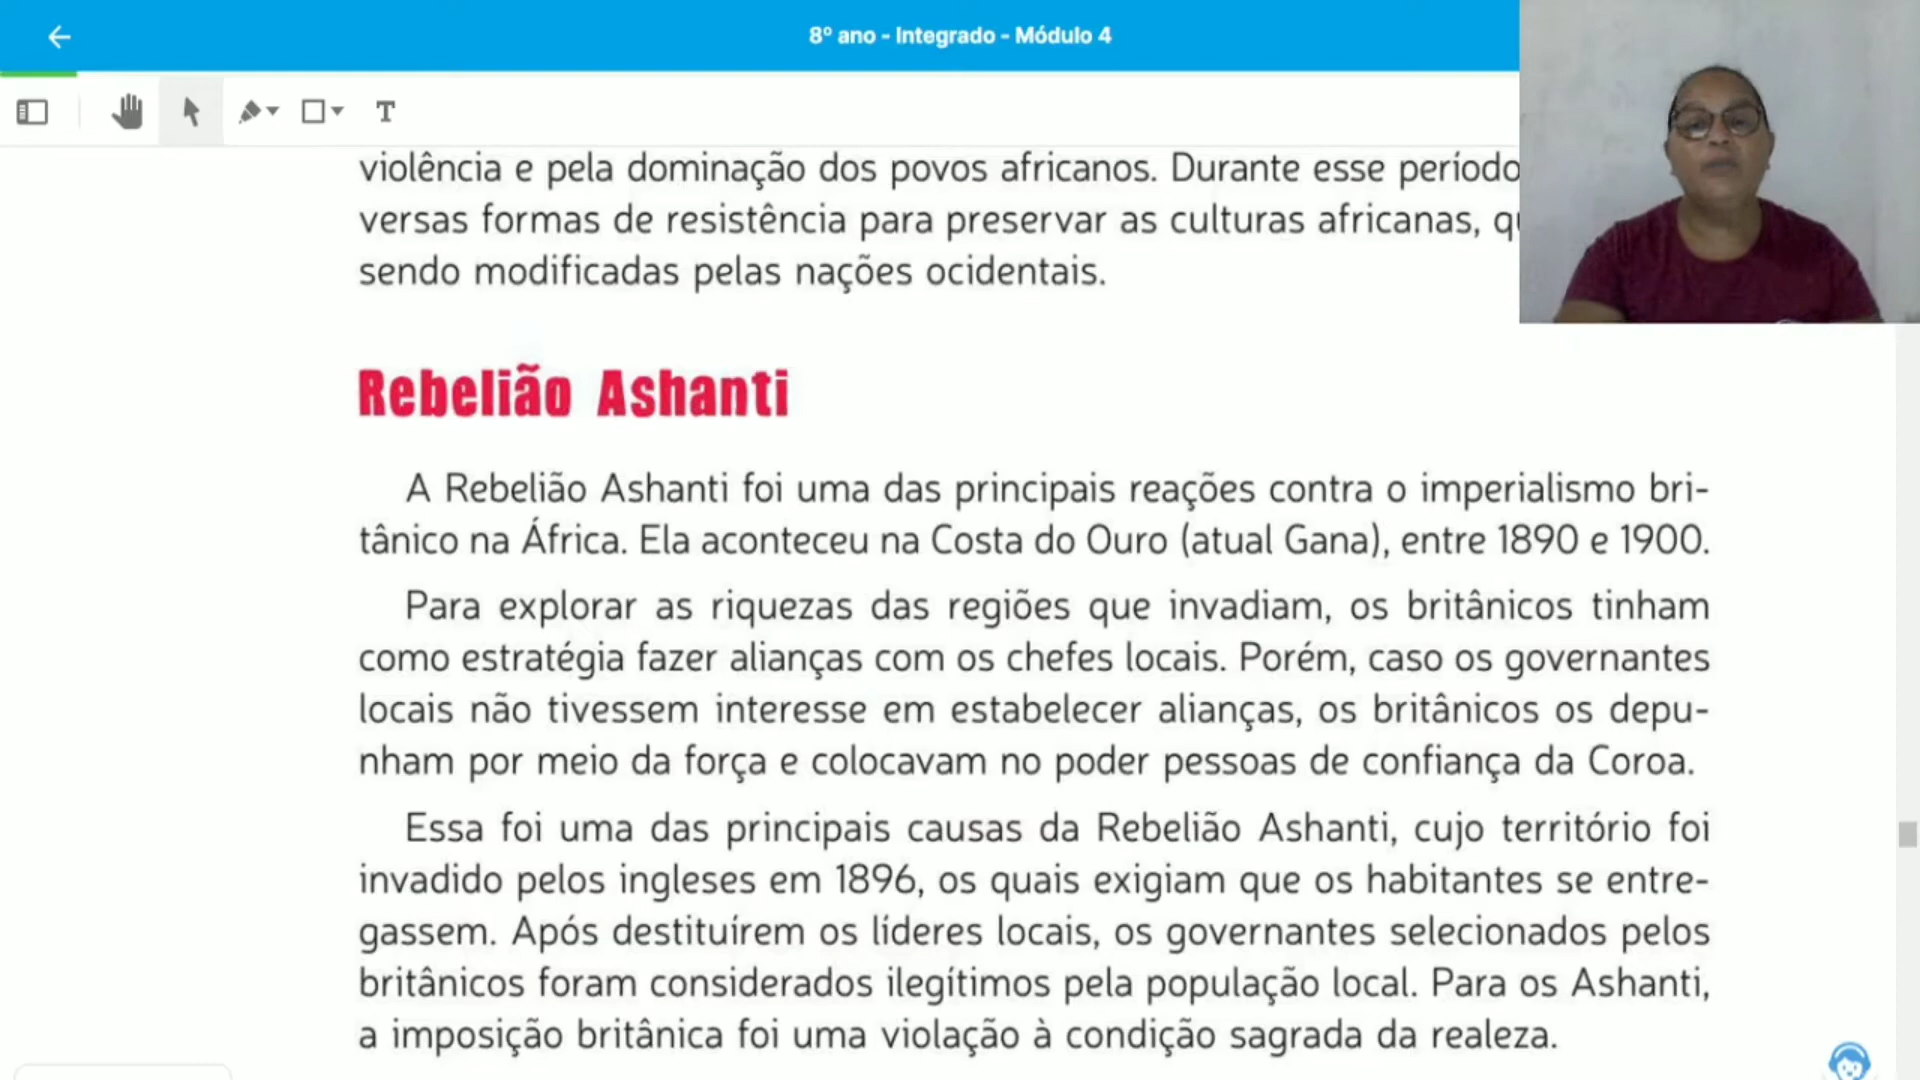 8º ano - Integrado - Módulo 4
T
violência e pela dominação dos povos africanos. Durante esse período
versas formas de resistência para preservar as culturas africanas,
sendo modificadas pelas nações ocidentais.
Rebelião Ashanti
A Rebelião Ashanti foi uma das principais reações contra o imperialismo bri-
tânico na África. Ela aconteceu na Costa do Ouro (atual Gana), entre 1890 e 1900.
Para explorar as riquezas das regiões que invadiam, os britânicos tinham
como estratégia fazer alianças com os chefes locais. Porém, caso os governantes
locais não tivessem interesse em estabelecer alianças, os britânicos os depu-
nham por meio da força e colocavam no poder pessoas de confiança da Coroa.
Essa foi uma das principais causas da Rebelião Ashanti, cujo território foi
invadido pelos ingleses em 1896, os quais exigiam que os habitantes se entre-
gassem. Após destituírem os líderes locais, os governantes selecionados pelos
britânicos foram considerados ilegítimos pela população local. Para os Ashanti,
a imposição britânica foi uma violação à condição sagrada da realeza.